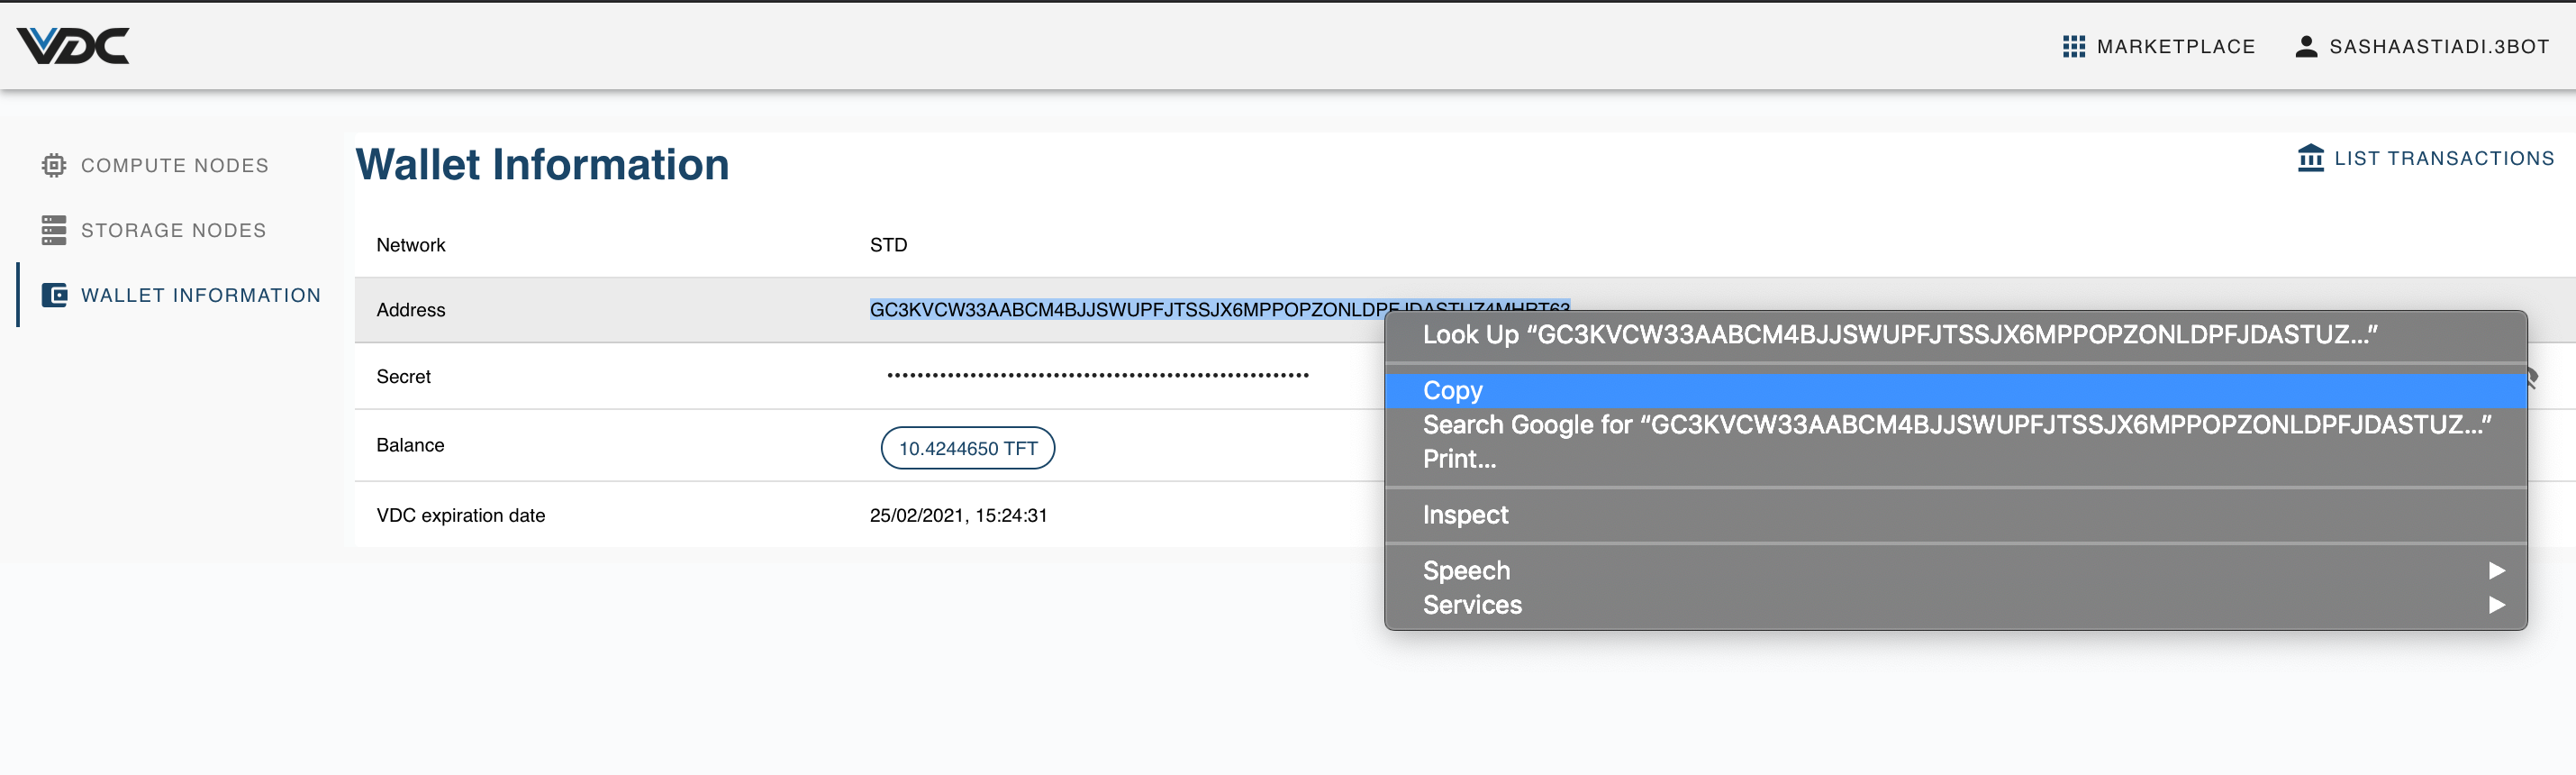 VDC
MARKETPLACE
SASHAASTIADI.3BOT
COMPUTE NODES
STORAGE NODES
WALLET INFORMATION
Wallet Information
LIST TRANSACTIONS
Network STD
Address GC3KVCW33AABCM4BJJSWUPFJTSSJX6MPPOPZONLDPFJDASTUZ4MHRT63
Secret ••••••••••••••••••••••••••••••••••••••••••••••••••••••••
Balance 10.4244650 TFT
VDC expiration date 25/02/2021, 15:24:31
Look Up “GC3KVCW33AABCM4BJJSWUPFJTSSJX6MPPOPZONLDPFJDASTUZ...”
Copy
Search Google for “GC3KVCW33AABCM4BJJSWUPFJTSSJX6MPPOPZONLDPFJDASTUZ...”
Print...
Inspect
Speech
Services